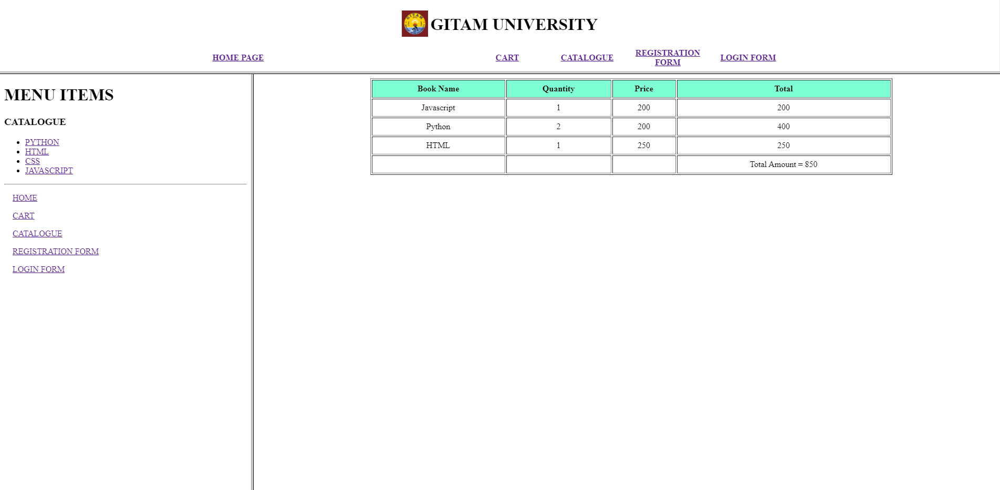 GITAM
GITAM UNIVERSITY
HOME PAGE CART CATALOGUE REGISTRATION FORM LOGIN FORM
MENU ITEMS
CATALOGUE
PYTHON
HTML
CSS
JAVASCRIPT
HOME
CART
CATALOGUE
REGISTRATION FORM
LOGIN FORM
Book Name Quantity Price Total
Javascript 1 200 200
Python 2 200 400
HTML 1 250 250
Total Amount = 850